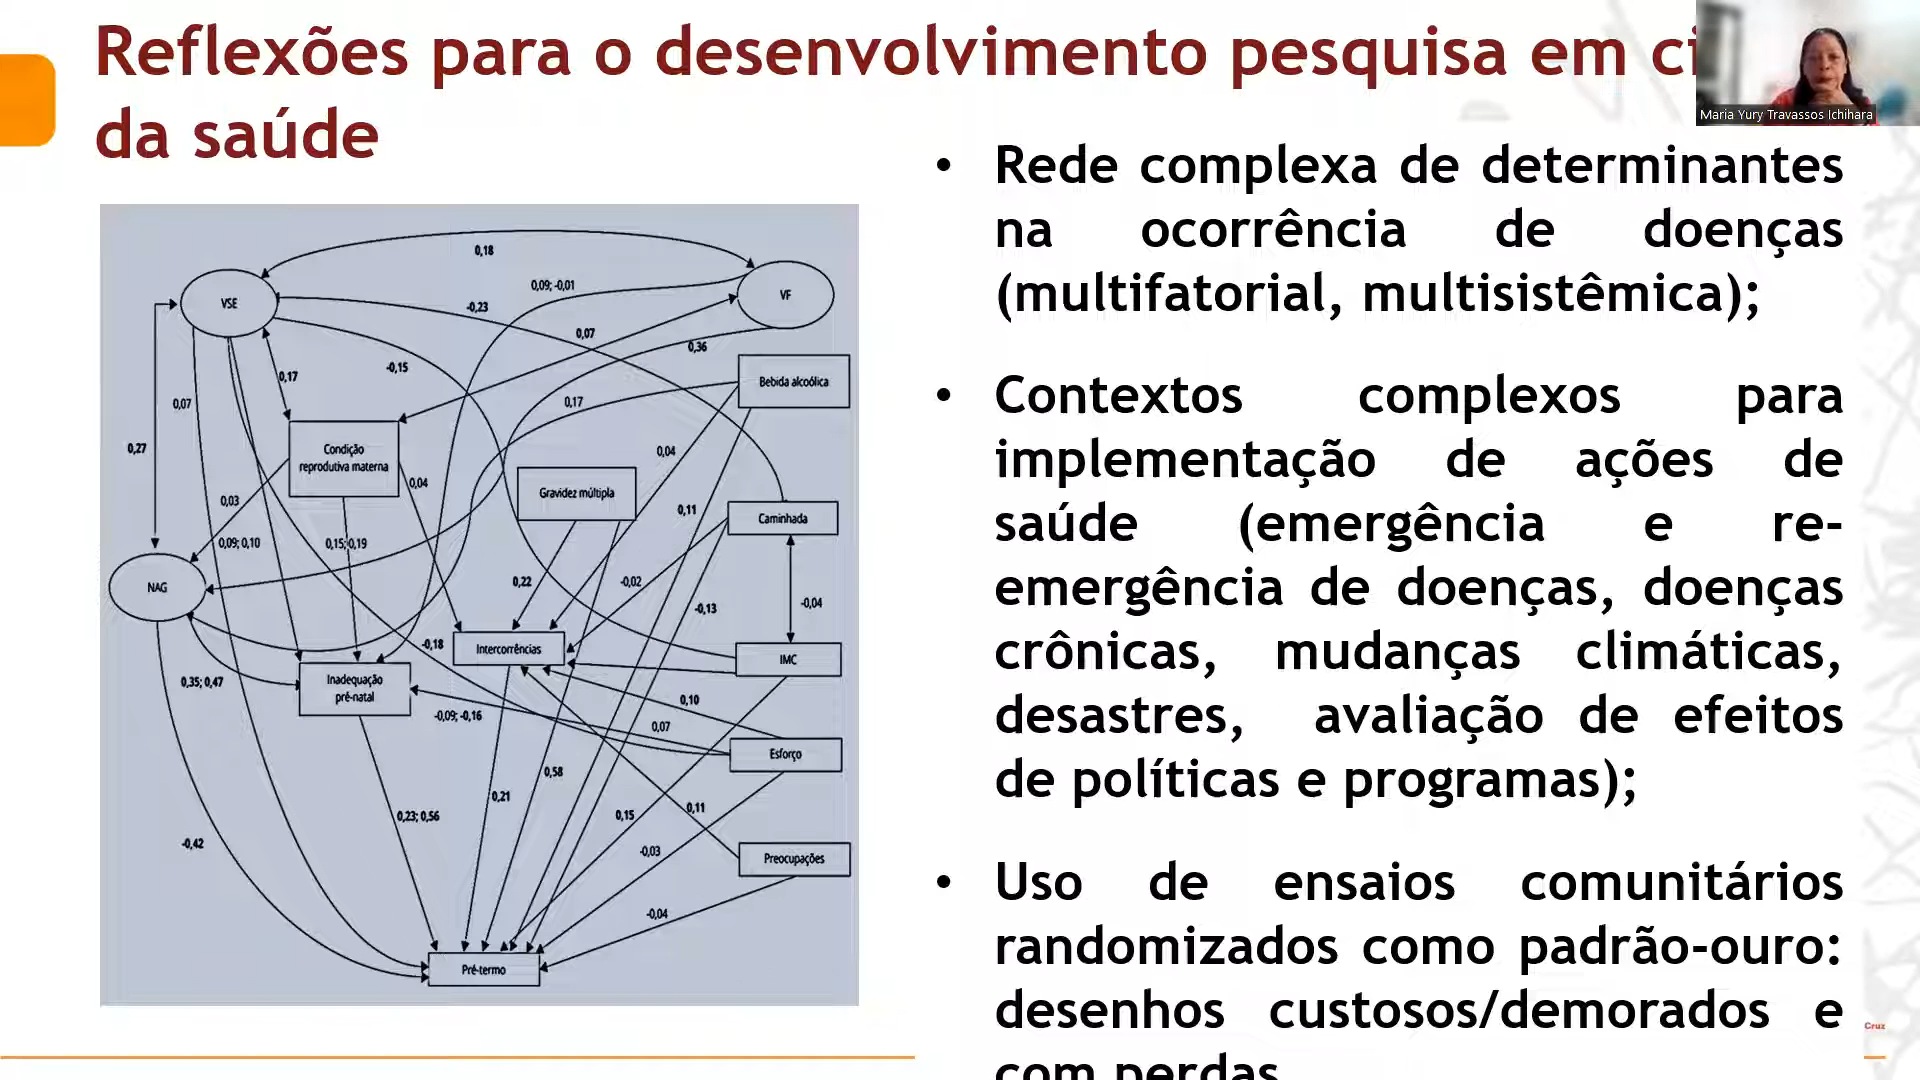 Reflexões para o desenvolvimento pesquisa em ci
da saúde
Maria Yury Travassos Ichihara
0,18
VSE
VF
0,09; -0,01
-0,23
0,07
0,36
-0,15
0,17
0,07
Bebida alcoólica
0,17
0,27
Condição
reprodutiva materna
0,04
0,04
Gravidez múltipla
0,03
0,11
Caminhada
0,09; 0,10
0,15; 0,19
NAG
0,22
-0,02
-0,13
-0,04
-0,18
Intercorrências
IMC
Inadequação
pré-natal
0,35; 0,47
0,10
-0,09; -0,16
0,07
Esforço
0,58
0,21
0,11
0,15
0,23; 0,56
-0,42
-0,03
Preocupações
-0,04
Pré-termo
• Rede complexa de determinantes
na ocorrência de doenças
(multifatorial, multisistêmica);
• Contextos complexos para
implementação de ações de
saúde (emergência e re-
emergência de doenças, doenças
crônicas, mudanças climáticas,
desastres, avaliação de efeitos
de políticas e programas);
• Uso de ensaios comunitários
randomizados como padrão-ouro:
desenhos custosos/demorados e
com perdas
Cruz